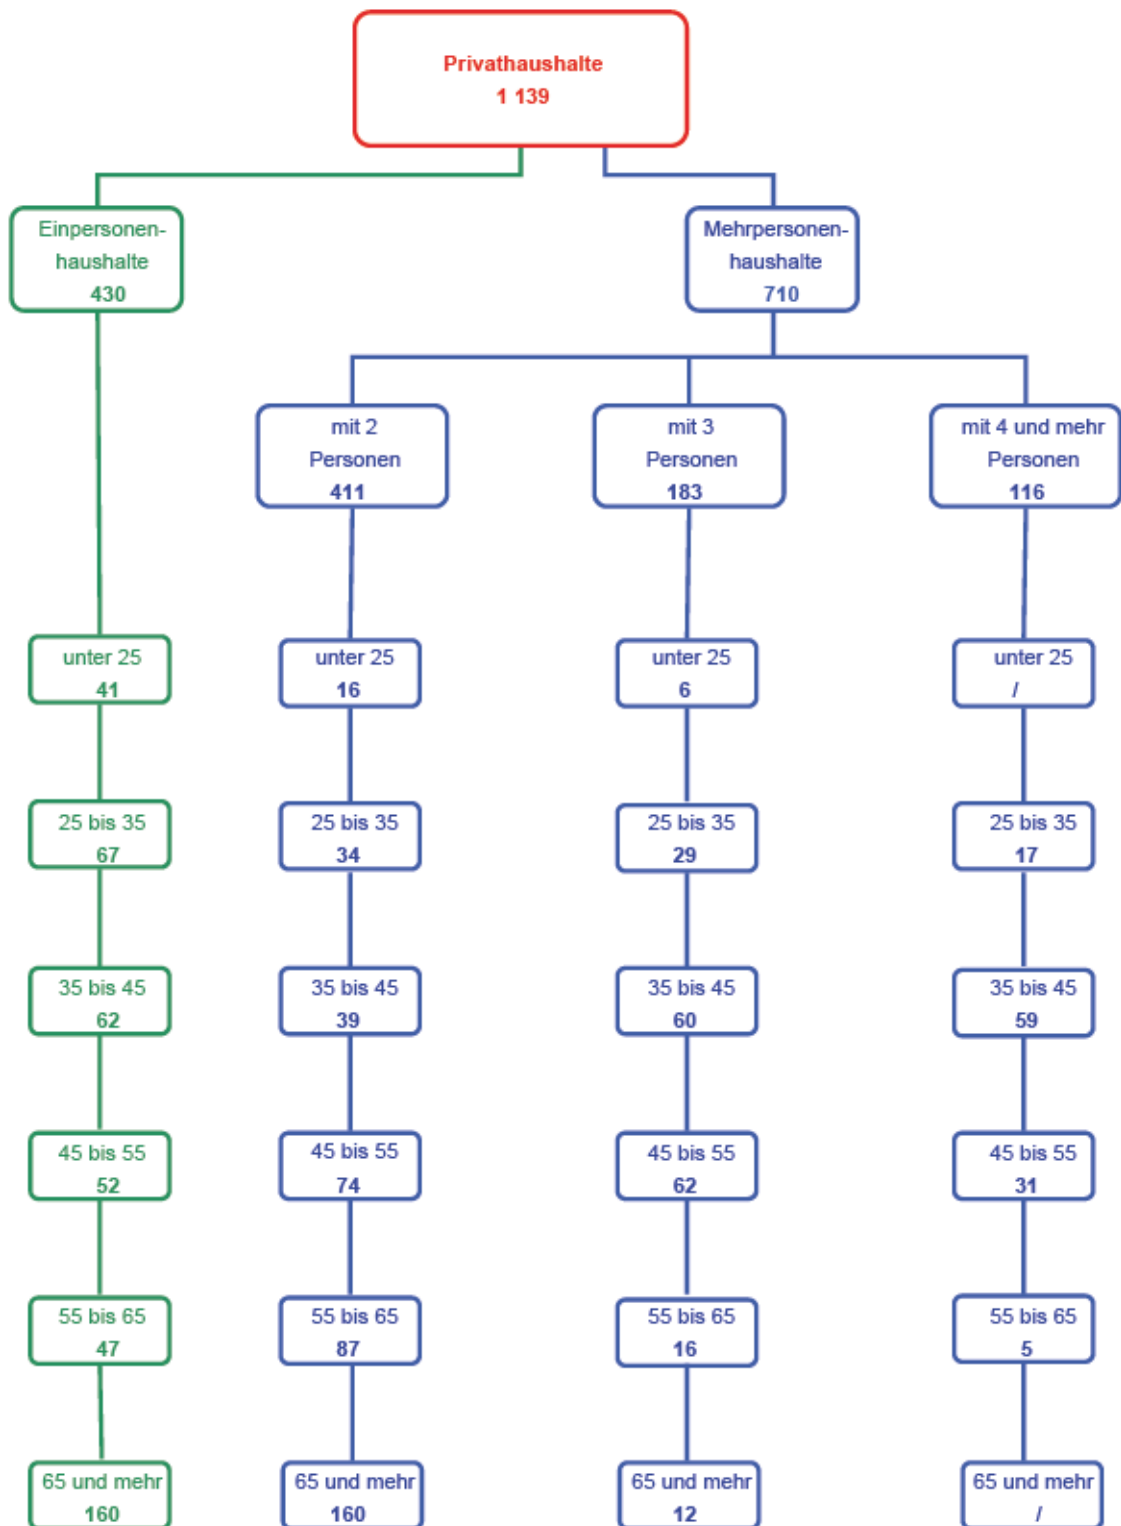 Privathaushalte
1 139
Einpersonen-
haushalte
430
Mehrpersonen-
haushalte
710
mit 2
Personen
411
mit 3
Personen
183
mit 4 und mehr
Personen
116
unter 25
41
unter 25
16
unter 25
6
unter 25
/
25 bis 35
67
25 bis 35
34
25 bis 35
29
25 bis 35
17
35 bis 45
62
35 bis 45
39
35 bis 45
60
35 bis 45
59
45 bis 55
52
45 bis 55
74
45 bis 55
62
45 bis 55
31
55 bis 65
47
55 bis 65
87
55 bis 65
16
55 bis 65
5
65 und mehr
160
65 und mehr
160
65 und mehr
12
65 und mehr
/